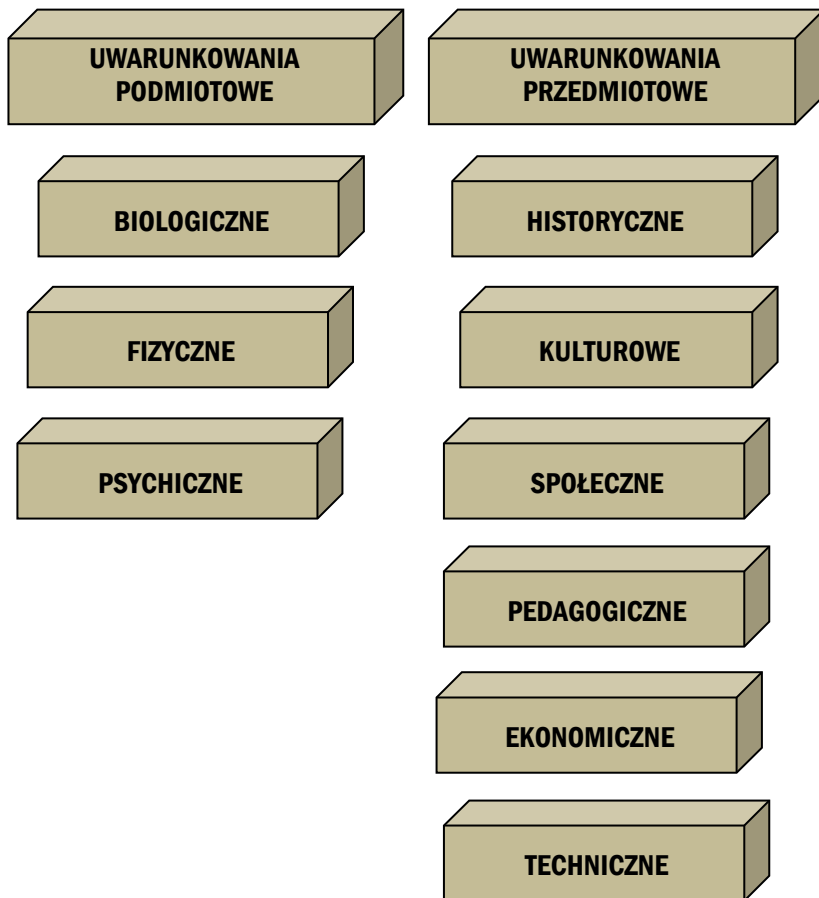 UWARUNKOWANIA
PODMIOTOWE
BIOLOGICZNE
FIZYCZNE
PSYCHICZNE
UWARUNKOWANIA
PRZEDMIOTOWE
HISTORYCZNE
KULTUROWE
SPOŁECZNE
PEDAGOGICZNE
EKONOMICZNE
TECHNICZNE